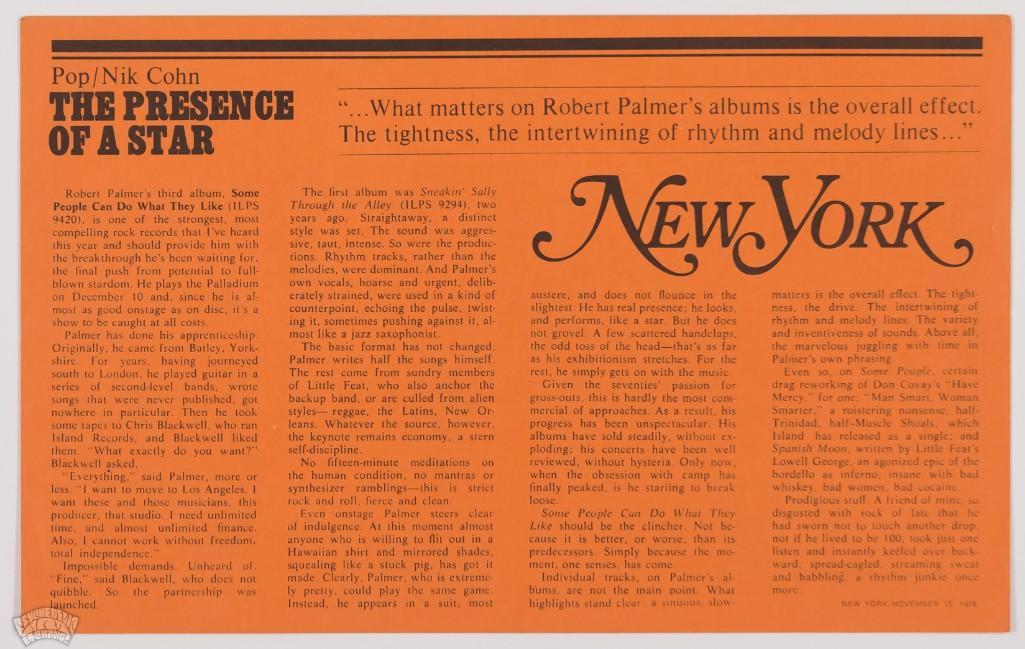 Pop/Nik Cohn
THE PRESENCE
OF A STAR
“...What matters on Robert Palmer’s albums is the overall effect.
The tightness, the intertwining of rhythm and melody lines...”
Robert Palmer’s third album, Some
People Can Do What They Like (ILPS
9420), is one of the strongest, most
compelling rock records that I’ve heard
this year and should provide him with
the breakthrough he’s been waiting for,
the final push from potential to full-
blown stardom. He plays the Palladium
on December 10 and, since he is al-
most as good onstage as on disc, it’s a
show to be caught at all costs.
Palmer has done his apprenticeship.
Originally, he came from Batley, York-
shire. For years, having journeyed
south to London, he played guitar in a
series of second-level bands, wrote
songs that were never published, got
nowhere in particular. Then he took
some tapes to Chris Blackwell, who ran
Island Records, and Blackwell liked
them. “What exactly do you want?”
Blackwell asked.
“Everything,” said Palmer, more or
less. “I want to move to Los Angeles. I
want these and those musicians, this
producer, that studio. I need unlimited
time, and almost unlimited finance.
Also, I cannot work without freedom,
total independence.”
Impossible demands. Unheard of.
“Fine,” said Blackwell, who does not
quibble. So the partnership was
launched.
The first album was Sneakin’ Sally
Through the Alley (ILPS 9294), two
years ago. Straightaway, a distinct
style was set. The sound was aggres-
sive, taut, intense. So were the produc-
tions. Rhythm tracks, rather than the
melodies, were dominant. And Palmer’s
own vocals, hoarse and urgent, delib-
erately strained, were used in a kind of
counterpoint, echoing the pulse, twist-
ing it, sometimes pushing against it, al-
most like a jazz saxophonist.
The basic format has not changed.
Palmer writes half the songs himself.
The rest come from sundry members
of Little Feat, who also anchor the
backup band, or are culled from alien
styles—reggae, the Latins, New Or-
leans. Whatever the source, however,
the keynote remains economy, a stern
self-discipline.
No fifteen-minute meditations on
the human condition, no mantras or
synthesizer ramblings—this is strict
rock and roll, fierce and clean.
Even onstage Palmer steers clear
of indulgence. At this moment almost
anyone who is willing to flit out in a
Hawaiian shirt and mirrored shades,
squealing like a stuck pig, has got it
made. Clearly, Palmer, who is extreme-
ly pretty, could play the same game.
Instead, he appears in a suit, most
NEW YORK
austere, and does not flounce in the
slightest. He has real presence; he looks,
and performs, like a star. But he does
not grovel. A few scattered handclaps,
the odd toss of the head—that’s as far
as his exhibitionism stretches. For the
rest, he simply gets on with the music.
Given the seventies’ passion for
gross-outs, this is hardly the most com-
mercial of approaches. As a result, his
progress has been unspectacular. His
albums have sold steadily, without ex-
ploding; his concerts have been well
reviewed, without hysteria. Only now,
when the obsession with camp has
finally peaked, is he starting to break
loose.
Some People Can Do What They
Like should be the clincher. Not be-
cause it is better, or worse, than its
predecessors. Simply because the mo-
ment, one senses, has come.
Individual tracks, on Palmer’s al-
bums, are not the main point. What
highlights stand clear: a sinuous, slow-
matters is the overall effect. The tight-
ness, the drive. The intertwining of
rhythm and melody lines. The variety
and inventiveness of sounds. Above all,
the marvelous juggling with time in
Palmer’s own phrasing.
Even so, on Some People, certain
drag reworking of Don Covay’s “Have
Mercy,” for one; “Man Smart, Woman
Smarter,” a roistering nonsense, half-
Trinidad, half-Muscle Shoals, which
Island has released as a single; and
Spanish Moon, written by Little Feat’s
Lowell George, an agonized epic of the
bordello as inferno, insane with bad
whiskey, bad women, bad cocaine.
Prodigious stuff. A friend of mine, so
disgusted with rock of late that he
had sworn not to touch another drop,
not if he lived to be 100, took just one
listen and instantly keeled over back-
ward, spread-eagled, streaming sweat
and babbling, a rhythm junkie once
more.
NEW YORK/NOVEMBER 15, 1976